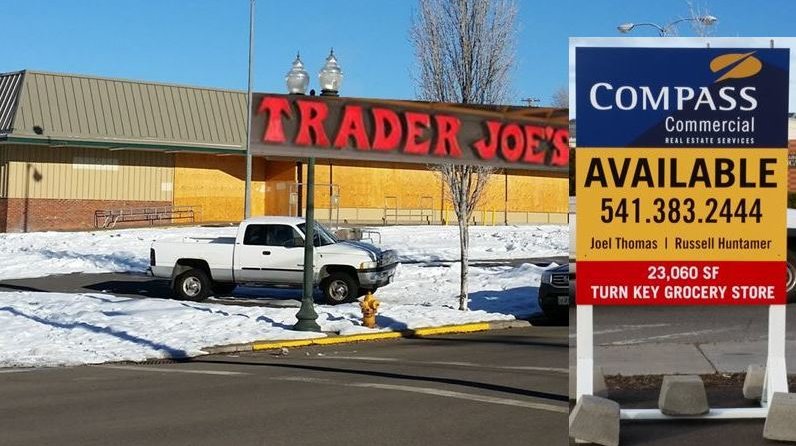 TRADER JOE'S
COMPASS
Commercial
REAL ESTATE SERVICES
AVAILABLE
541.383.2444
Joel Thomas | Russell Huntamer
23,060 SF
TURN KEY GROCERY STORE